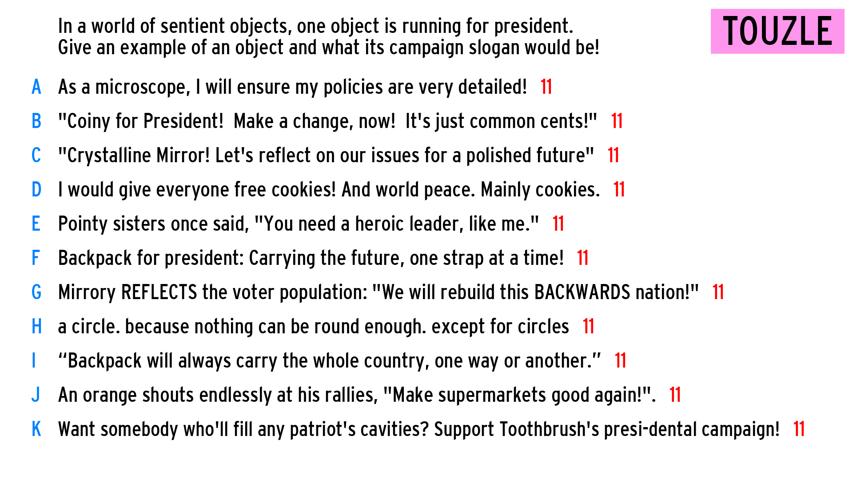 In a world of sentient objects, one object is running for president.
Give an example of an object and what its campaign slogan would be!
TOUZLE
A As a microscope, I will ensure my policies are very detailed! 11
B "Coiny for President!  Make a change, now!  It's just common cents!" 11
C "Crystalline Mirror! Let's reflect on our issues for a polished future" 11
D I would give everyone free cookies! And world peace. Mainly cookies. 11
E Pointy sisters once said, "You need a heroic leader, like me." 11
F Backpack for president: Carrying the future, one strap at a time! 11
G Mirrory REFLECTS the voter population: "We will rebuild this BACKWARDS nation!" 11
H a circle. because nothing can be round enough. except for circles 11
I “Backpack will always carry the whole country, one way or another.” 11
J An orange shouts endlessly at his rallies, "Make supermarkets good again!". 11
K Want somebody who'll fill any patriot's cavities? Support Toothbrush's presi-dental campaign! 11